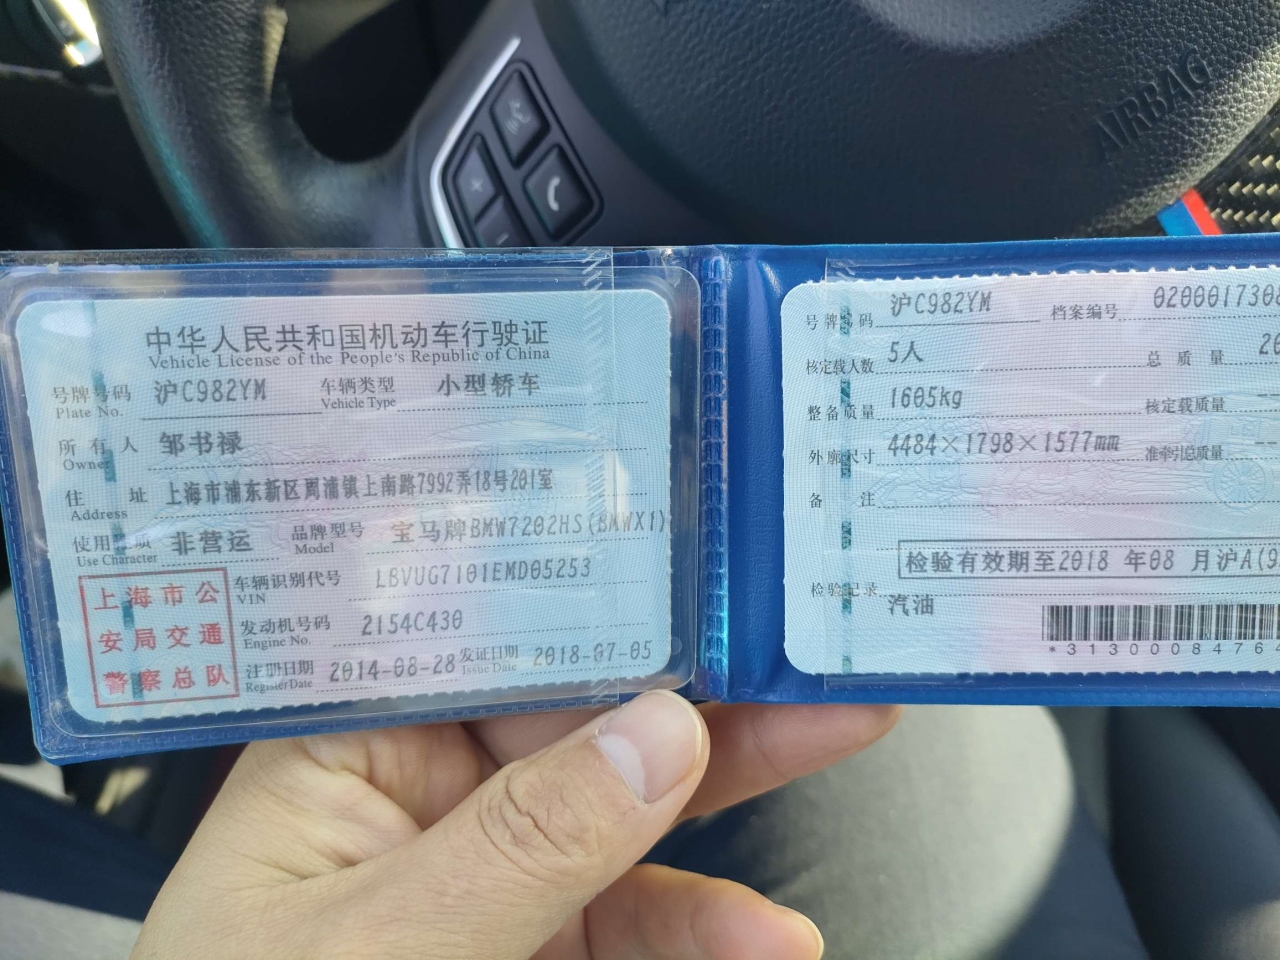 AIRBAG
中华人民共和国机动车行驶证
Vehicle License of the People's Republic of China
号牌号码 沪C982YM 车辆类型 小型轿车
Plate No. Vehicle Type
所有人 邹书禄
Owner
住址 上海市浦东新区周浦镇上南路7992弄18号201室
Address
使用性质 非营运 品牌型号 宝马牌BMW7202HS(BMWX1)
Use Character Model
车辆识别代号 LBVUG7101EMD05253
VIN
发动机号码 2154C430
Engine No.
注册日期 2014-08-28 发证日期 2018-07-05
Register Date Issue Date
上海市公
安局交通
警察总队
号牌号码 沪C982YM 档案编号 020001730
核定载人数 5人 总质量 20
整备质量 1605kg 核定载质量 --
外廓尺寸 4484×1798×1577mm 准牵引总质量 --
备注
检验有效期至2018 年08 月沪A(9
检验记录
汽油
*3130008476